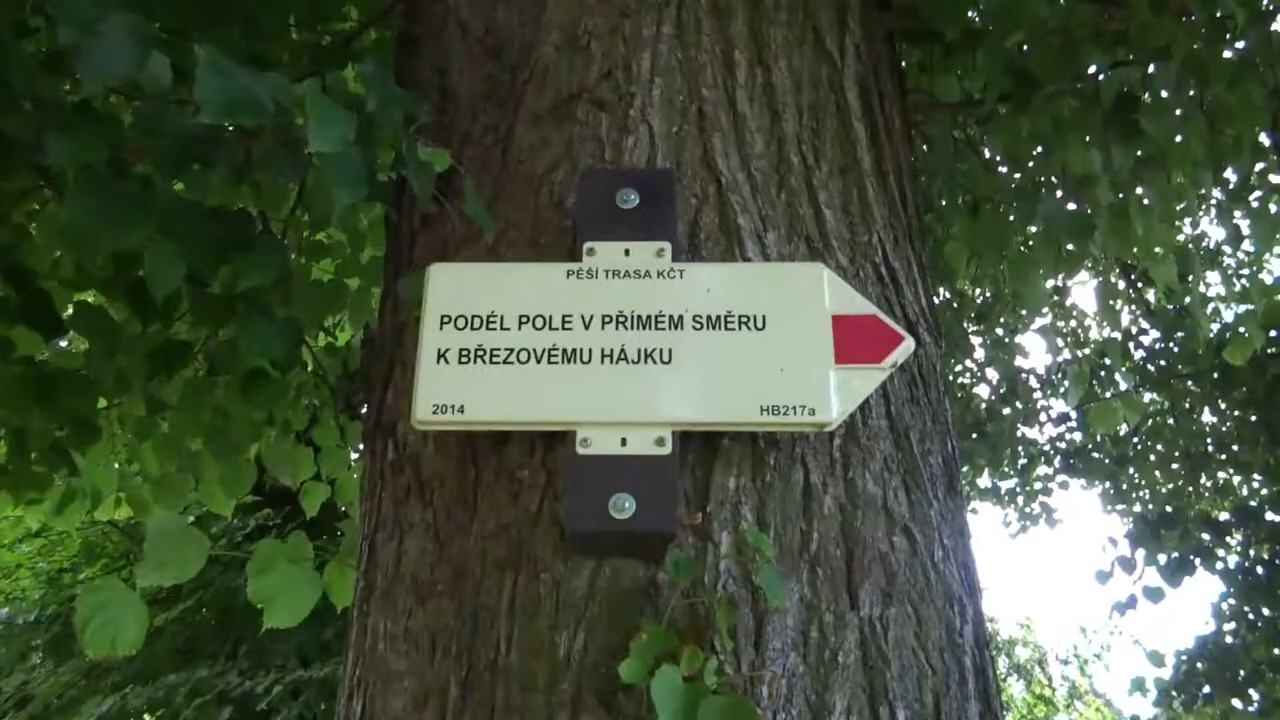 PĚŠÍ TRASA KČT
PODÉL POLE V PŘÍMÉM SMĚRU
K BŘEZOVÉMU HÁJKU
2014 HB217a